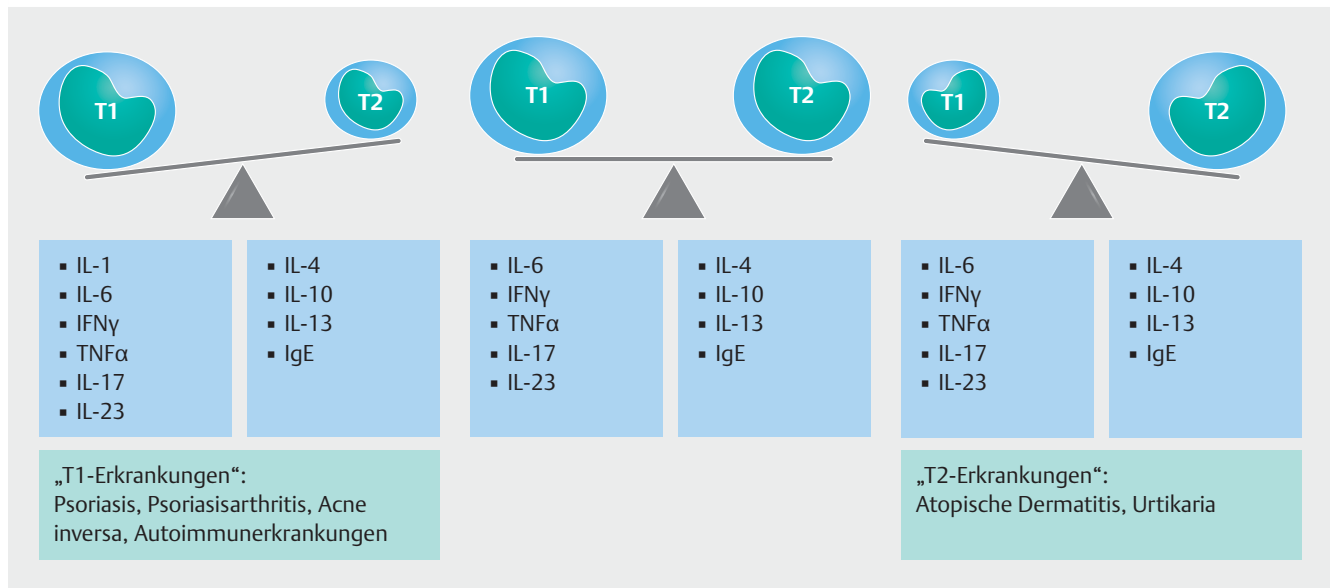 T1
T2
T1
T2
T1
T2
▪ IL-1
▪ IL-6
▪ IFNγ
▪ TNFα
▪ IL-17
▪ IL-23
▪ IL-4
▪ IL-10
▪ IL-13
▪ IgE
„T1-Erkrankungen“:
Psoriasis, Psoriasisarthritis, Acne
inversa, Autoimmunerkrankungen
▪ IL-6
▪ IFNγ
▪ TNFα
▪ IL-17
▪ IL-23
▪ IL-4
▪ IL-10
▪ IL-13
▪ IgE
▪ IL-6
▪ IFNγ
▪ TNFα
▪ IL-17
▪ IL-23
▪ IL-4
▪ IL-10
▪ IL-13
▪ IgE
„T2-Erkrankungen“:
Atopische Dermatitis, Urtikaria